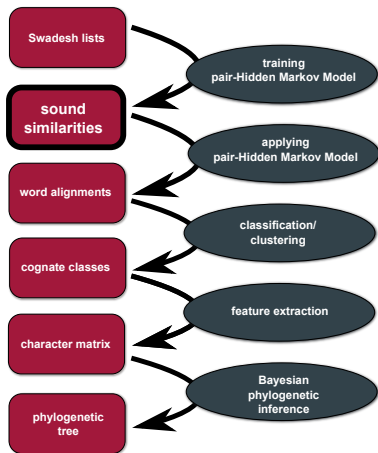 Swadesh lists
training
pair-Hidden Markov Model
sound
similarities
applying
pair-Hidden Markov Model
word alignments
classification/
clustering
cognate classes
feature extraction
character matrix
Bayesian
phylogenetic
inference
phylogenetic
tree